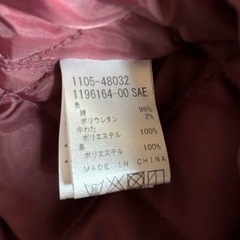 1105-48032
1196164-00 SAE
表
綿 98%
ポリウレタン 2%
中わた
ポリエステル 100%
裏
ポリエステル 100%
MADE IN CHINA